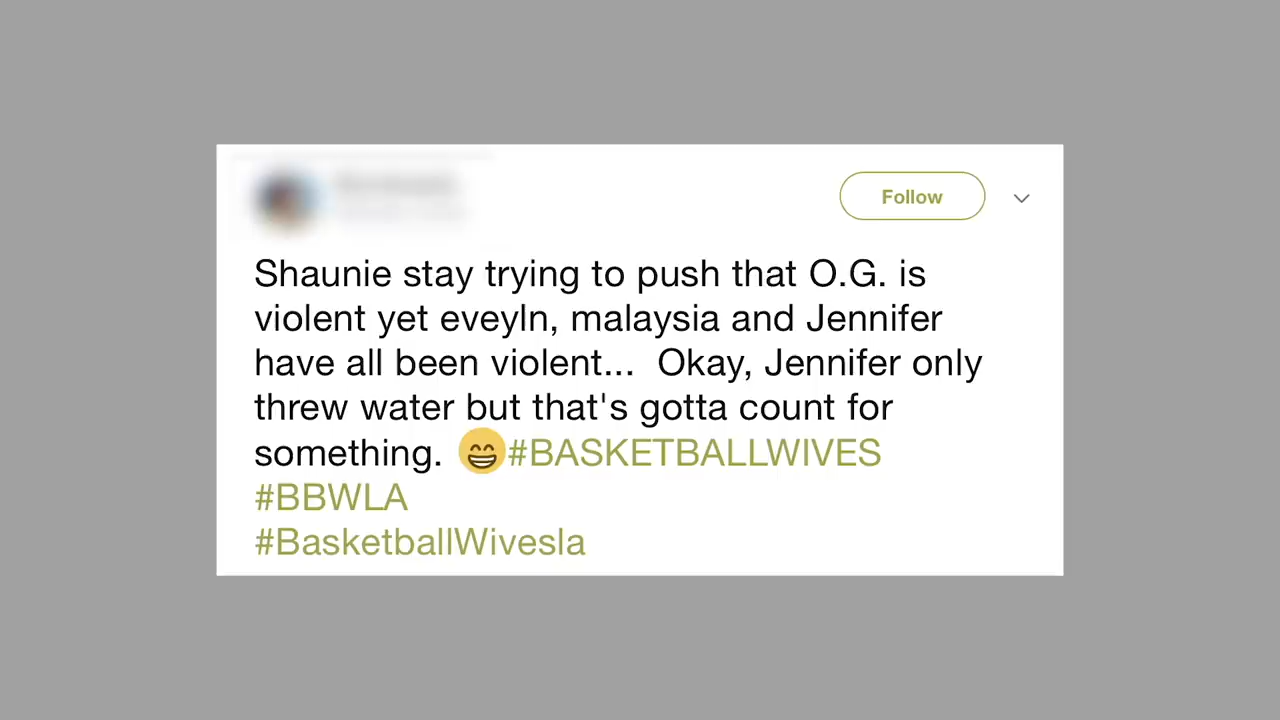 Follow
Shaunie stay trying to push that O.G. is
violent yet eveyln, malaysia and Jennifer
have all been violent...  Okay, Jennifer only
threw water but that's gotta count for
something. 😁#BASKETBALLWIVES
#BBWLA
#BasketballWivesla